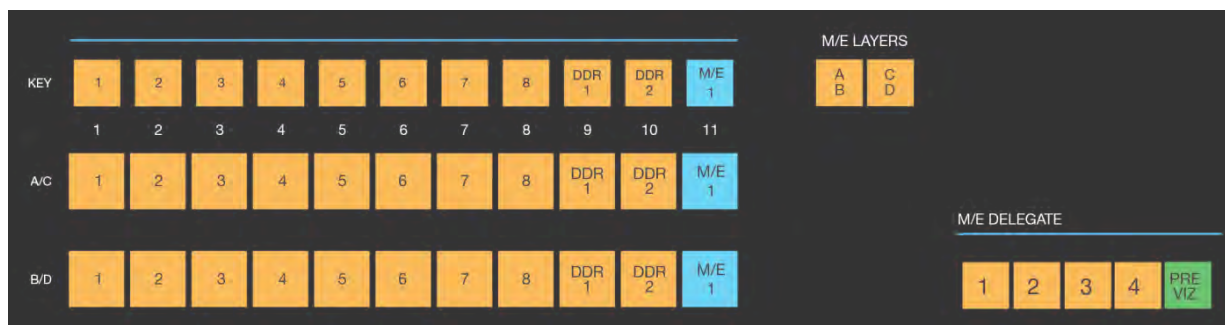 M/E LAYERS
KEY 1 2 3 4 5 6 7 8 DDR 1 DDR 2 M/E 1 A B C D
1 2 3 4 5 6 7 8 9 10 11
A/C 1 2 3 4 5 6 7 8 DDR 1 DDR 2 M/E 1
M/E DELEGATE
B/D 1 2 3 4 5 6 7 8 DDR 1 DDR 2 M/E 1
1 2 3 4 PRE VIZ